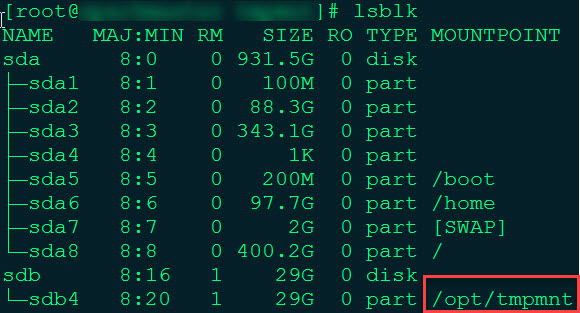 [root@ ]# lsblk
NAME MAJ:MIN RM SIZE RO TYPE MOUNTPOINT
sda 8:0 0 931.5G 0 disk
├─sda1 8:1 0 100M 0 part
├─sda2 8:2 0 88.3G 0 part
├─sda3 8:3 0 343.1G 0 part
├─sda4 8:4 0 1K 0 part
├─sda5 8:5 0 200M 0 part /boot
├─sda6 8:6 0 97.7G 0 part /home
├─sda7 8:7 0 2G 0 part [SWAP]
└─sda8 8:8 0 400.2G 0 part /
sdb 8:16 1 29G 0 disk
└─sdb4 8:20 1 29G 0 part /opt/tmpmnt